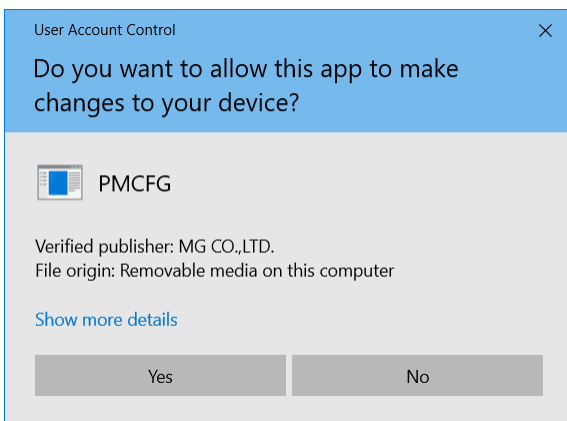 User Account Control
Do you want to allow this app to make
changes to your device?
PMCFG
Verified publisher: MG CO.,LTD.
File origin: Removable media on this computer
Show more details
Yes
No